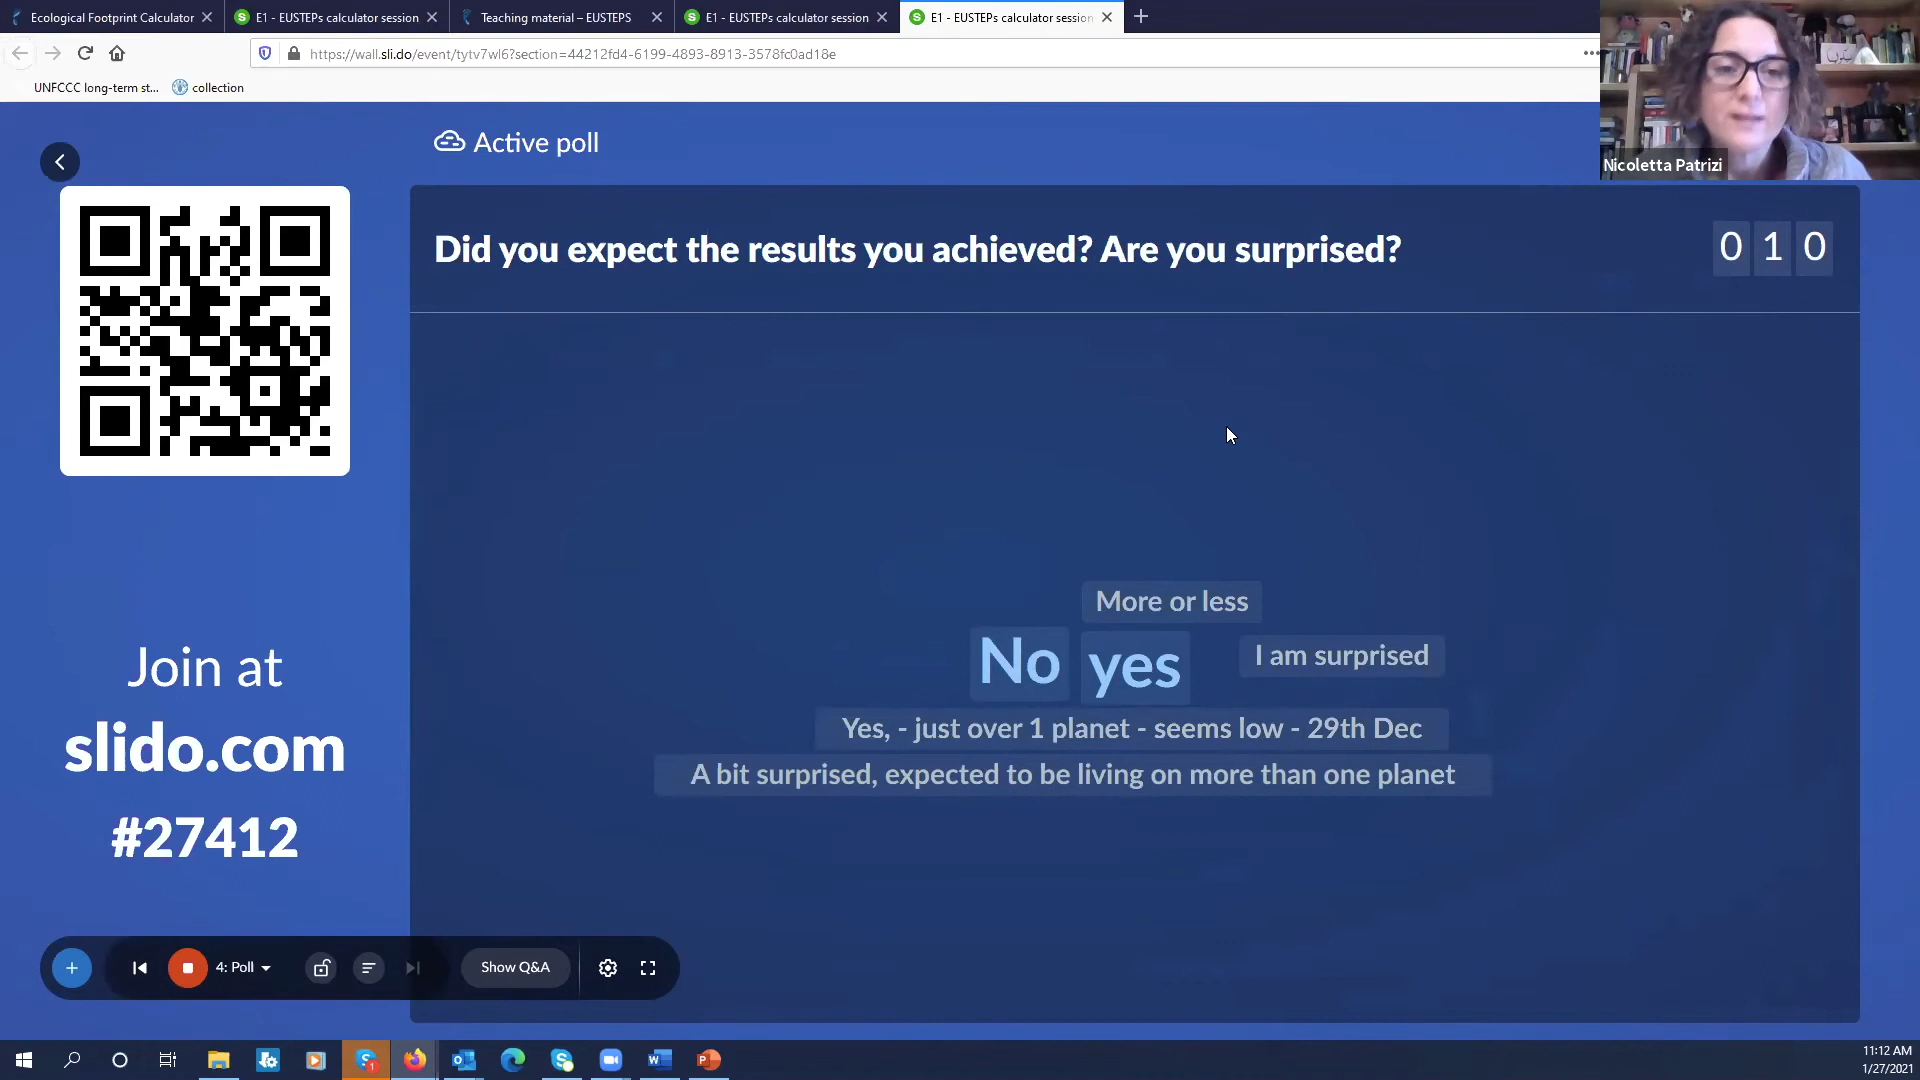 Ecological Footprint Calculator
E1 - EUSTEPs calculator session
Teaching material – EUSTEPS
E1 - EUSTEPs calculator session
E1 - EUSTEPs calculator session
https://wall.sli.do/event/tytv7wl6?section=44212fd4-6199-4893-8913-3578fc0ad18e
UNFCCC long-term st...
collection
Nicoletta Patrizi
Active poll
Did you expect the results you achieved? Are you surprised?
0 1 0
More or less
No
yes
I am surprised
Yes, - just over 1 planet - seems low - 29th Dec
A bit surprised, expected to be living on more than one planet
Join at
slido.com
#27412
4: Poll
Show Q&A
11:12 AM
1/27/2021